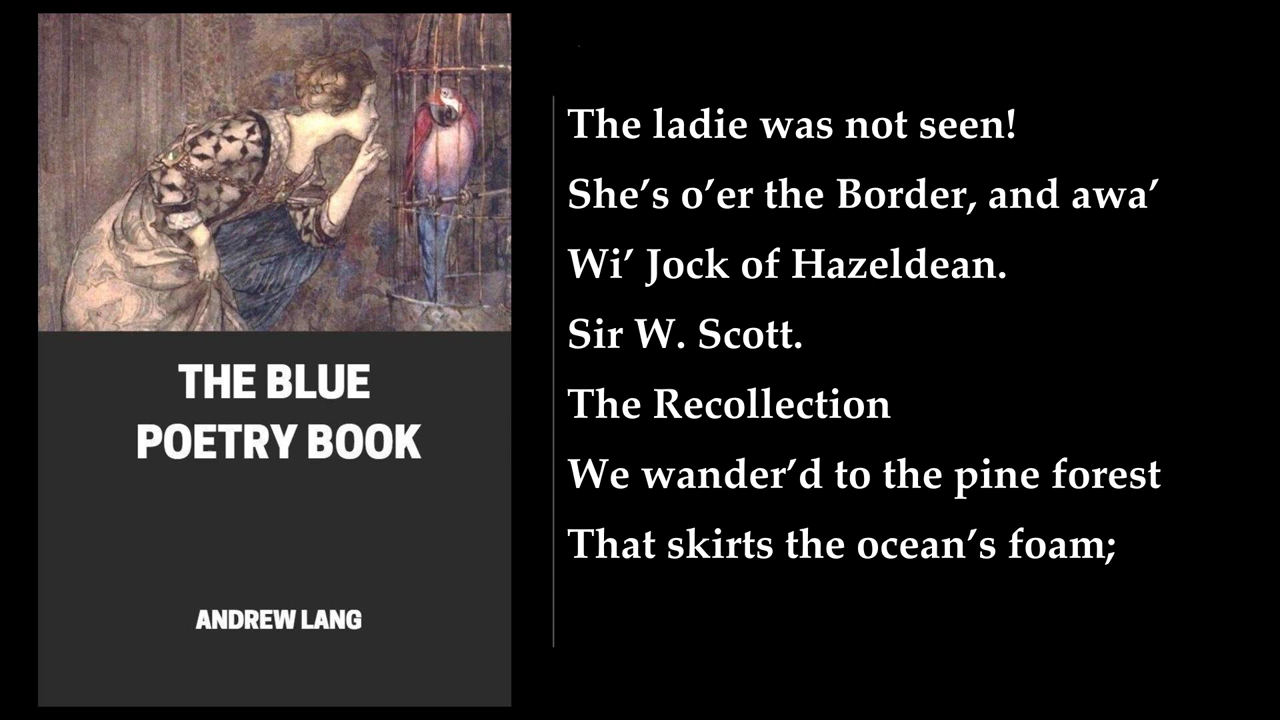 THE BLUE
POETRY BOOK
ANDREW LANG
The ladie was not seen!
She’s o’er the Border, and awa’
Wi’ Jock of Hazeldean.
Sir W. Scott.
The Recollection
We wander’d to the pine forest
That skirts the ocean’s foam;